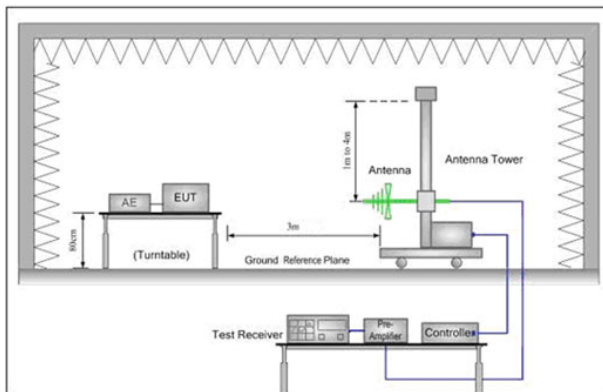 1m to 4m
Antenna
Antenna Tower
AE
EUT
80cm
(Turntable)
3m
Ground Reference Plane
Test Receiver
Pre-
Amplifier
Controller